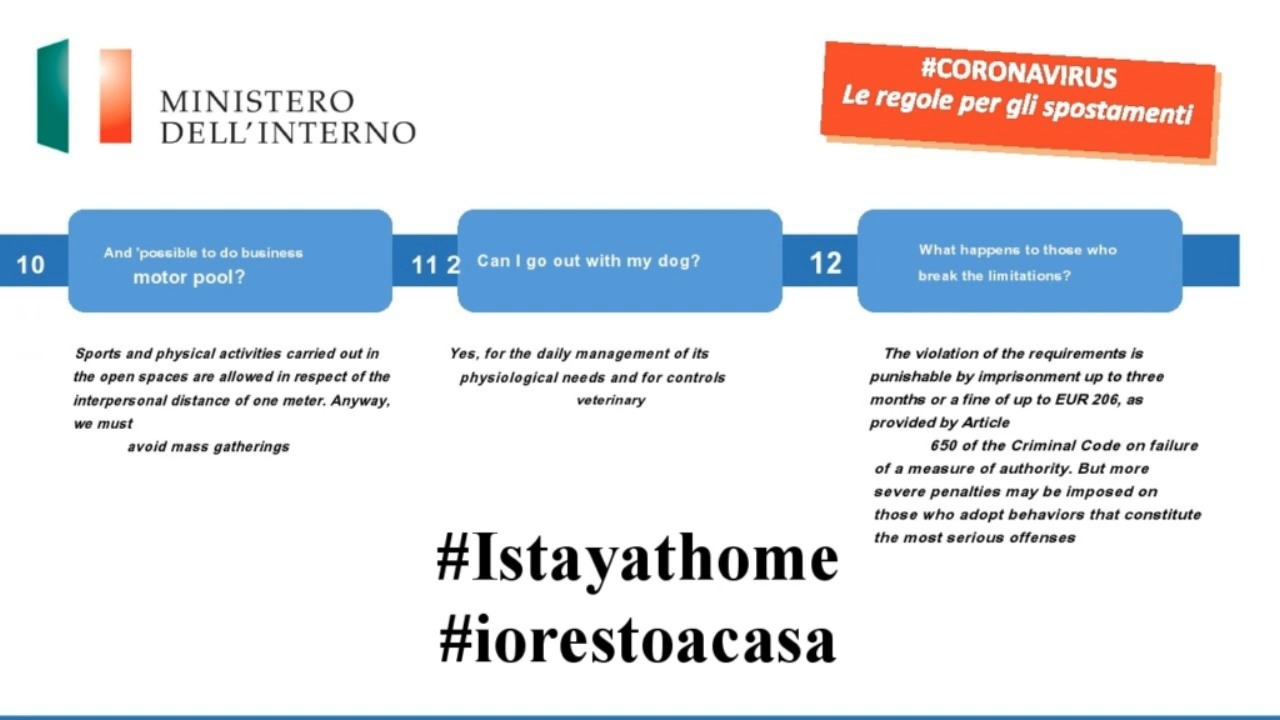 MINISTERO
DELL'INTERNO
#CORONAVIRUS
Le regole per gli spostamenti
10
And 'possible to do business
motor pool?
Sports and physical activities carried out in
the open spaces are allowed in respect of the
interpersonal distance of one meter. Anyway,
we must
avoid mass gatherings
11 2
Can I go out with my dog?
Yes, for the daily management of its
physiological needs and for controls
veterinary
12
What happens to those who
break the limitations?
The violation of the requirements is
punishable by imprisonment up to three
months or a fine of up to EUR 206, as
provided by Article
650 of the Criminal Code on failure
of a measure of authority. But more
severe penalties may be imposed on
those who adopt behaviors that constitute
the most serious offenses
#Istayathome
#iorestoacasa